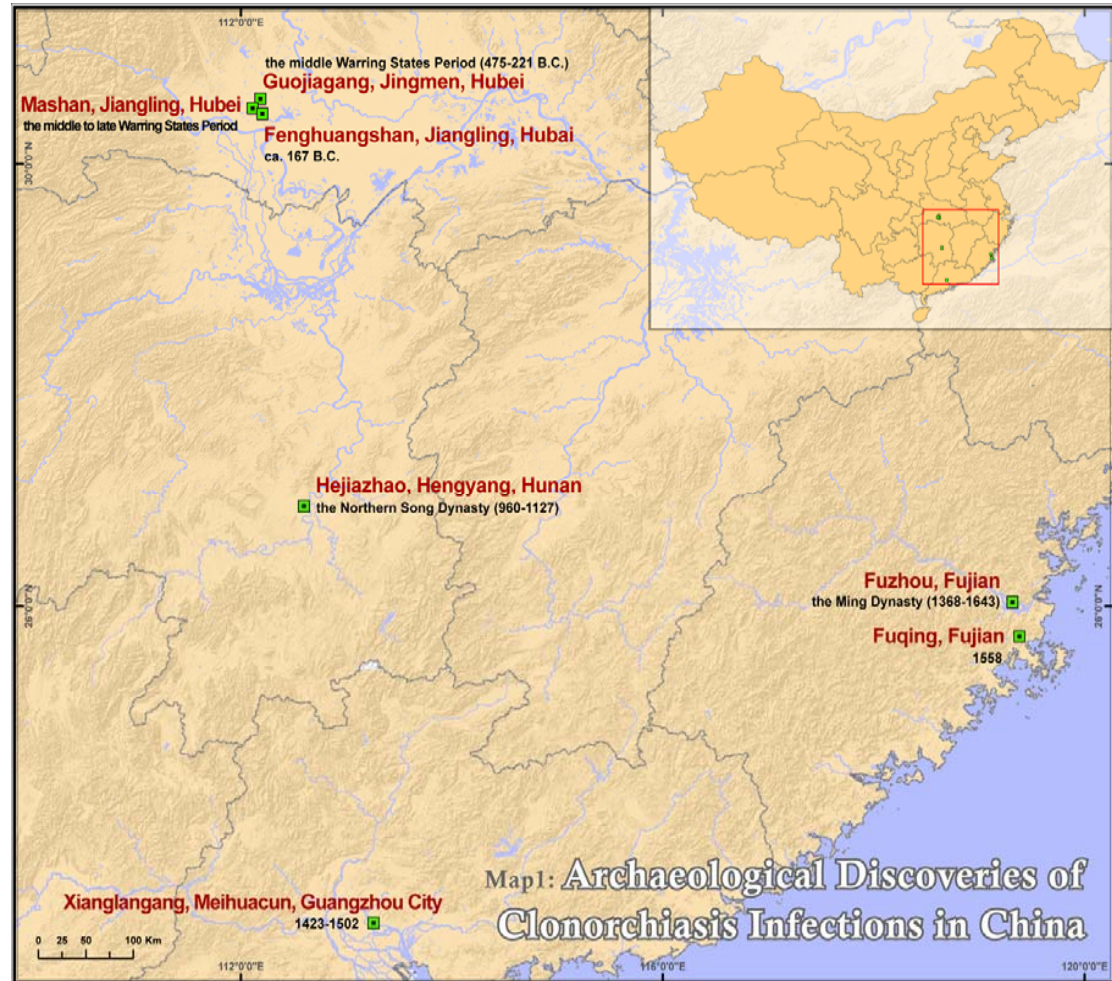 112°0'0"E
the middle Warring States Period (475-221 B.C.)
Guojiagang, Jingmen, Hubei
Mashan, Jiangling, Hubei
the middle to late Warring States Period
Fenghuangshan, Jiangling, Hubai
ca. 167 B.C.
30°0'0"N
Hejiazhao, Hengyang, Hunan
the Northern Song Dynasty (960-1127)
Fuzhou, Fujian
the Ming Dynasty (1368-1643)
26°0'0"N
26°0'0"N
Fuqing, Fujian
1558
Map1: Archaeological Discoveries of
Clonorchiasis Infections in China
Xianglangang, Meihuacun, Guangzhou City
1423-1502
0 25 50 100 Km
112°0'0"E
116°0'0"E
120°0'0"E